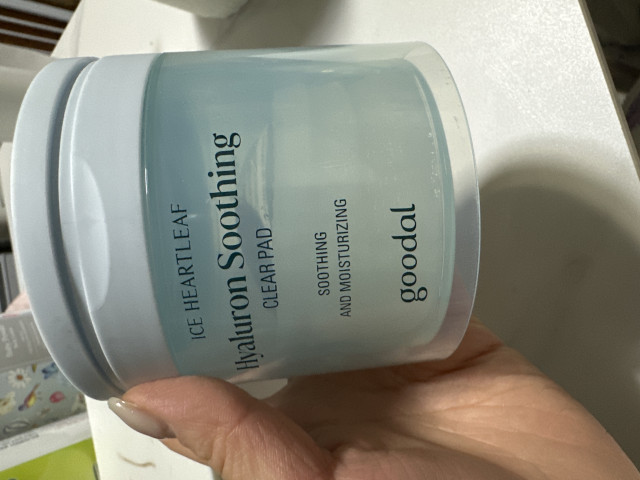 ICE HEARTLEAF
Hyaluron Soothing
CLEAR PAD
SOOTHING
AND MOISTURIZING
goodal